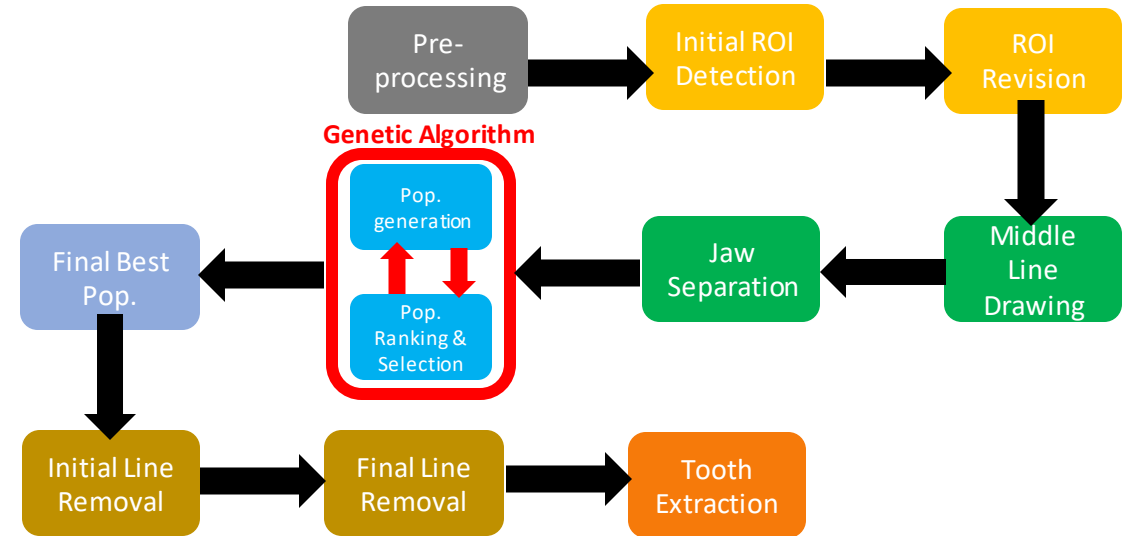 Pre-
processing
Initial ROI
Detection
ROI
Revision
Genetic Algorithm
Pop.
generation
Pop.
Ranking &
Selection
Middle
Line
Drawing
Jaw
Separation
Final Best
Pop.
Initial Line
Removal
Final Line
Removal
Tooth
Extraction